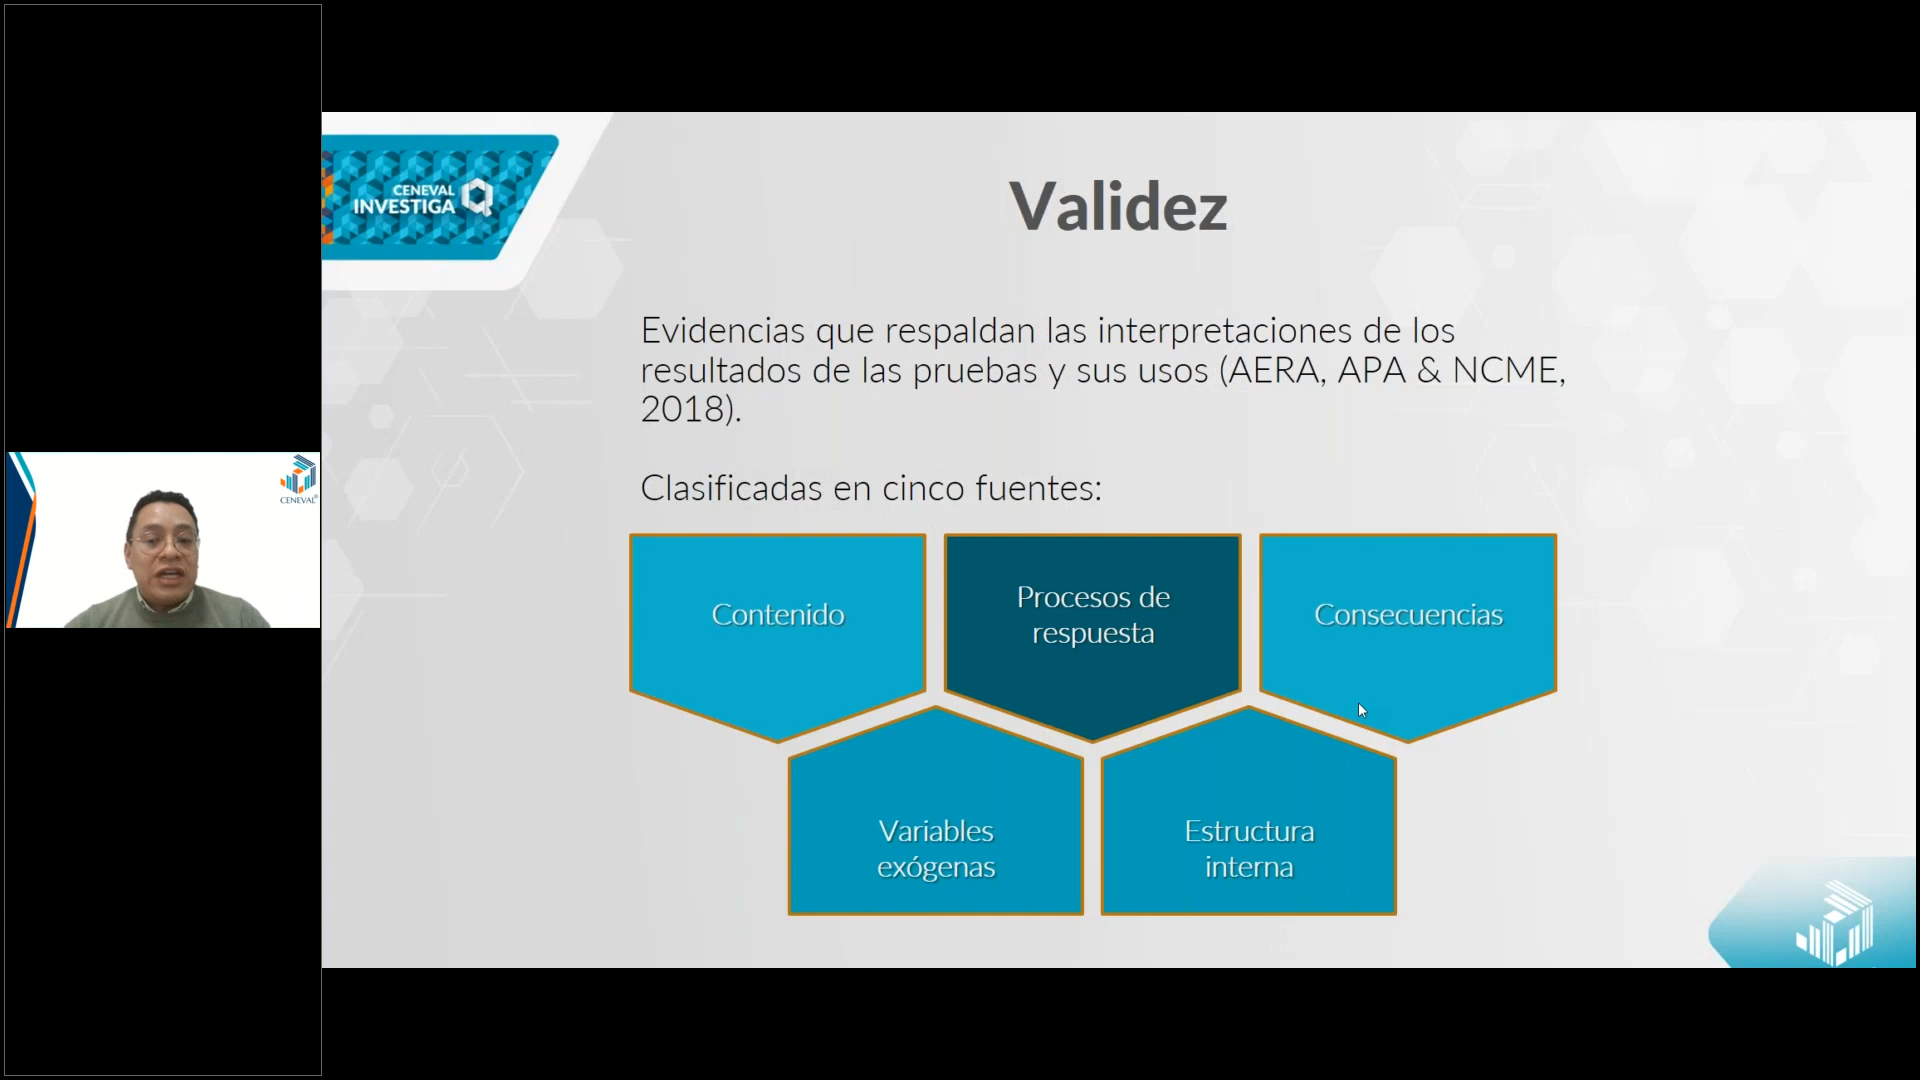 CENEVAL
INVESTIGA
Validez
Evidencias que respaldan las interpretaciones de los
resultados de las pruebas y sus usos (AERA, APA & NCME,
2018).
Clasificadas en cinco fuentes:
Contenido
Procesos de
respuesta
Consecuencias
Variables
exógenas
Estructura
interna
CENEVAL®